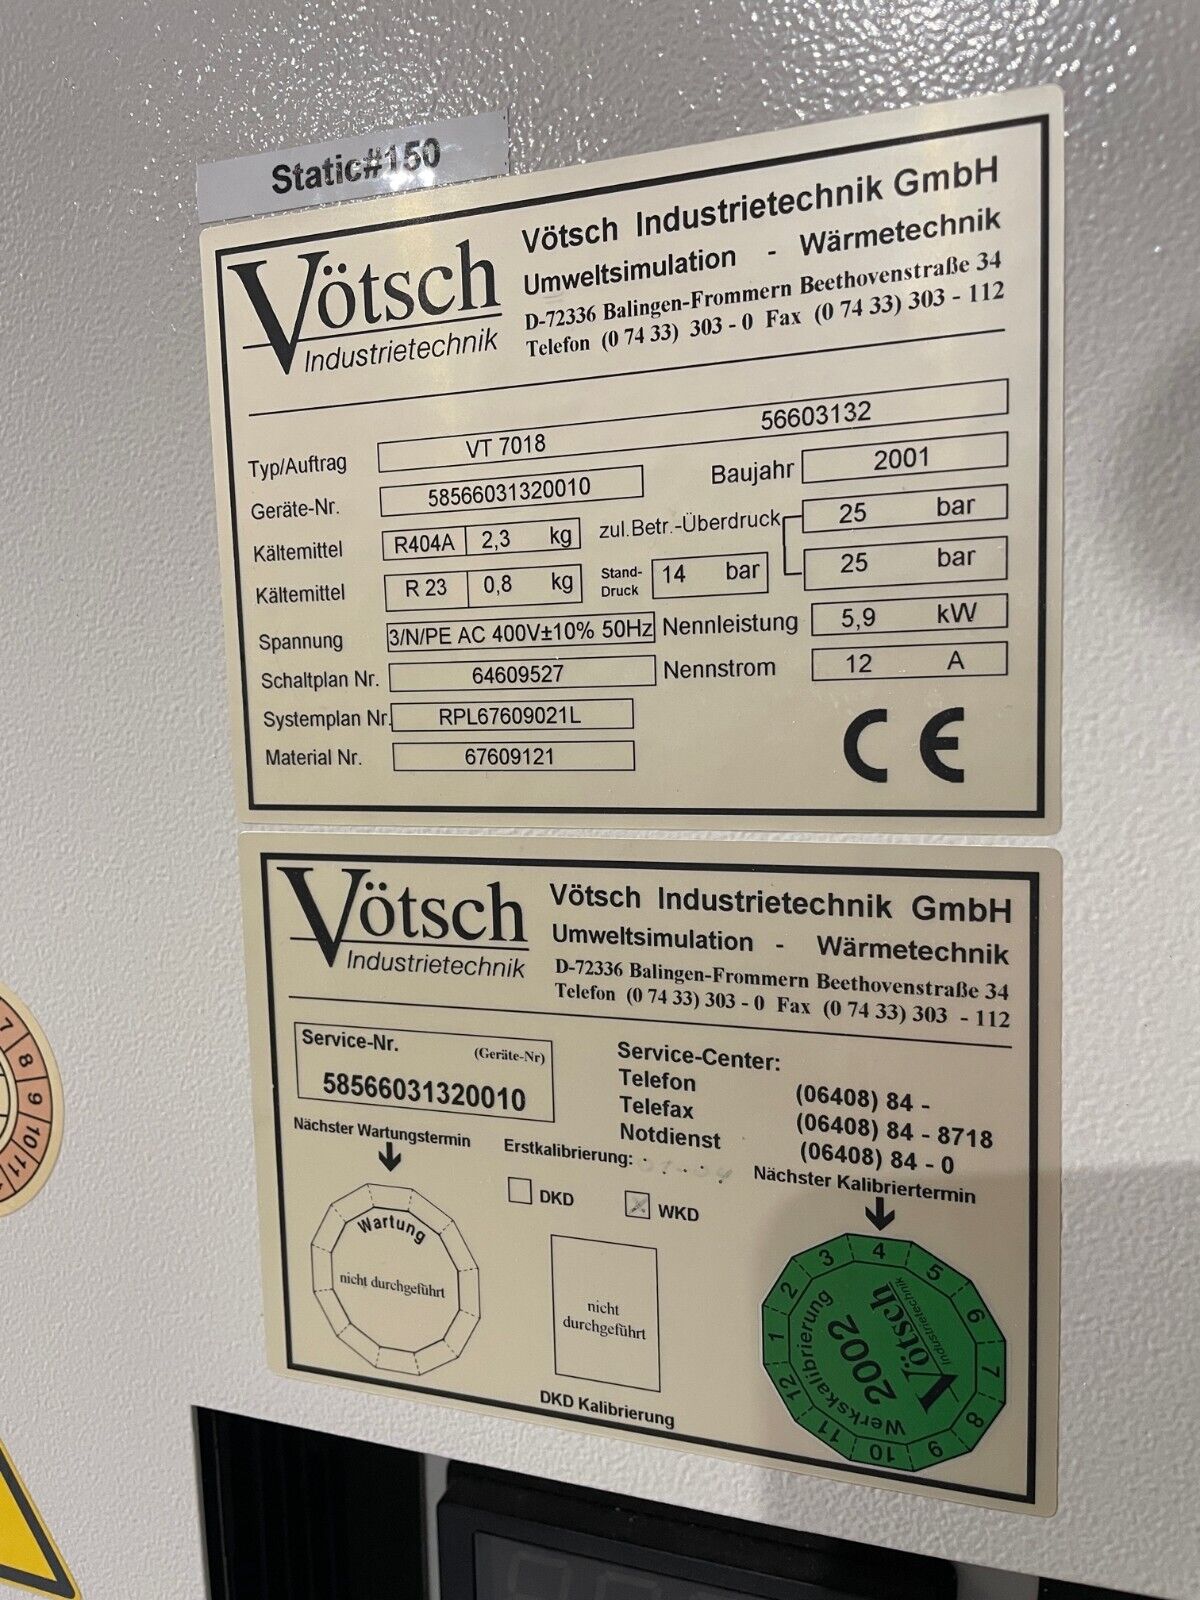 Static#150
Vötsch
Industrietechnik
Vötsch Industrietechnik GmbH
Umweltsimulation - Wärmetechnik
D-72336 Balingen-Frommern Beethovenstraße 34
Telefon (0 74 33) 303 - 0 Fax (0 74 33) 303 - 112
Typ/Auftrag VT 7018 56603132
Geräte-Nr. 58566031320010 Baujahr 2001
Kältemittel R404A 2,3 kg zul.Betr.-Überdruck 25 bar
Kältemittel R 23 0,8 kg Stand-Druck 14 bar 25 bar
Spannung 3/N/PE AC 400V±10% 50Hz Nennleistung 5,9 kW
Schaltplan Nr. 64609527 Nennstrom 12 A
Systemplan Nr. RPL67609021L
Material Nr. 67609121
CE
Vötsch
Industrietechnik
Vötsch Industrietechnik GmbH
Umweltsimulation - Wärmetechnik
D-72336 Balingen-Frommern Beethovenstraße 34
Telefon (0 74 33) 303 - 0 Fax (0 74 33) 303 - 112
Service-Nr. (Geräte-Nr)
58566031320010
Service-Center:
Telefon (06408) 84 -
Telefax (06408) 84 - 8718
Notdienst (06408) 84 - 0
Nächster Wartungstermin
Erstkalibrierung:
Nächster Kalibriertermin
DKD WKD
Wartung
nicht durchgeführt
nicht
durchgeführt
DKD Kalibrierung
1 2 3 4 5 6 7 8 9 10 11 12
Werkskalibrierung
2002
Vötsch
Industrietechnik
7 8 9 10 11